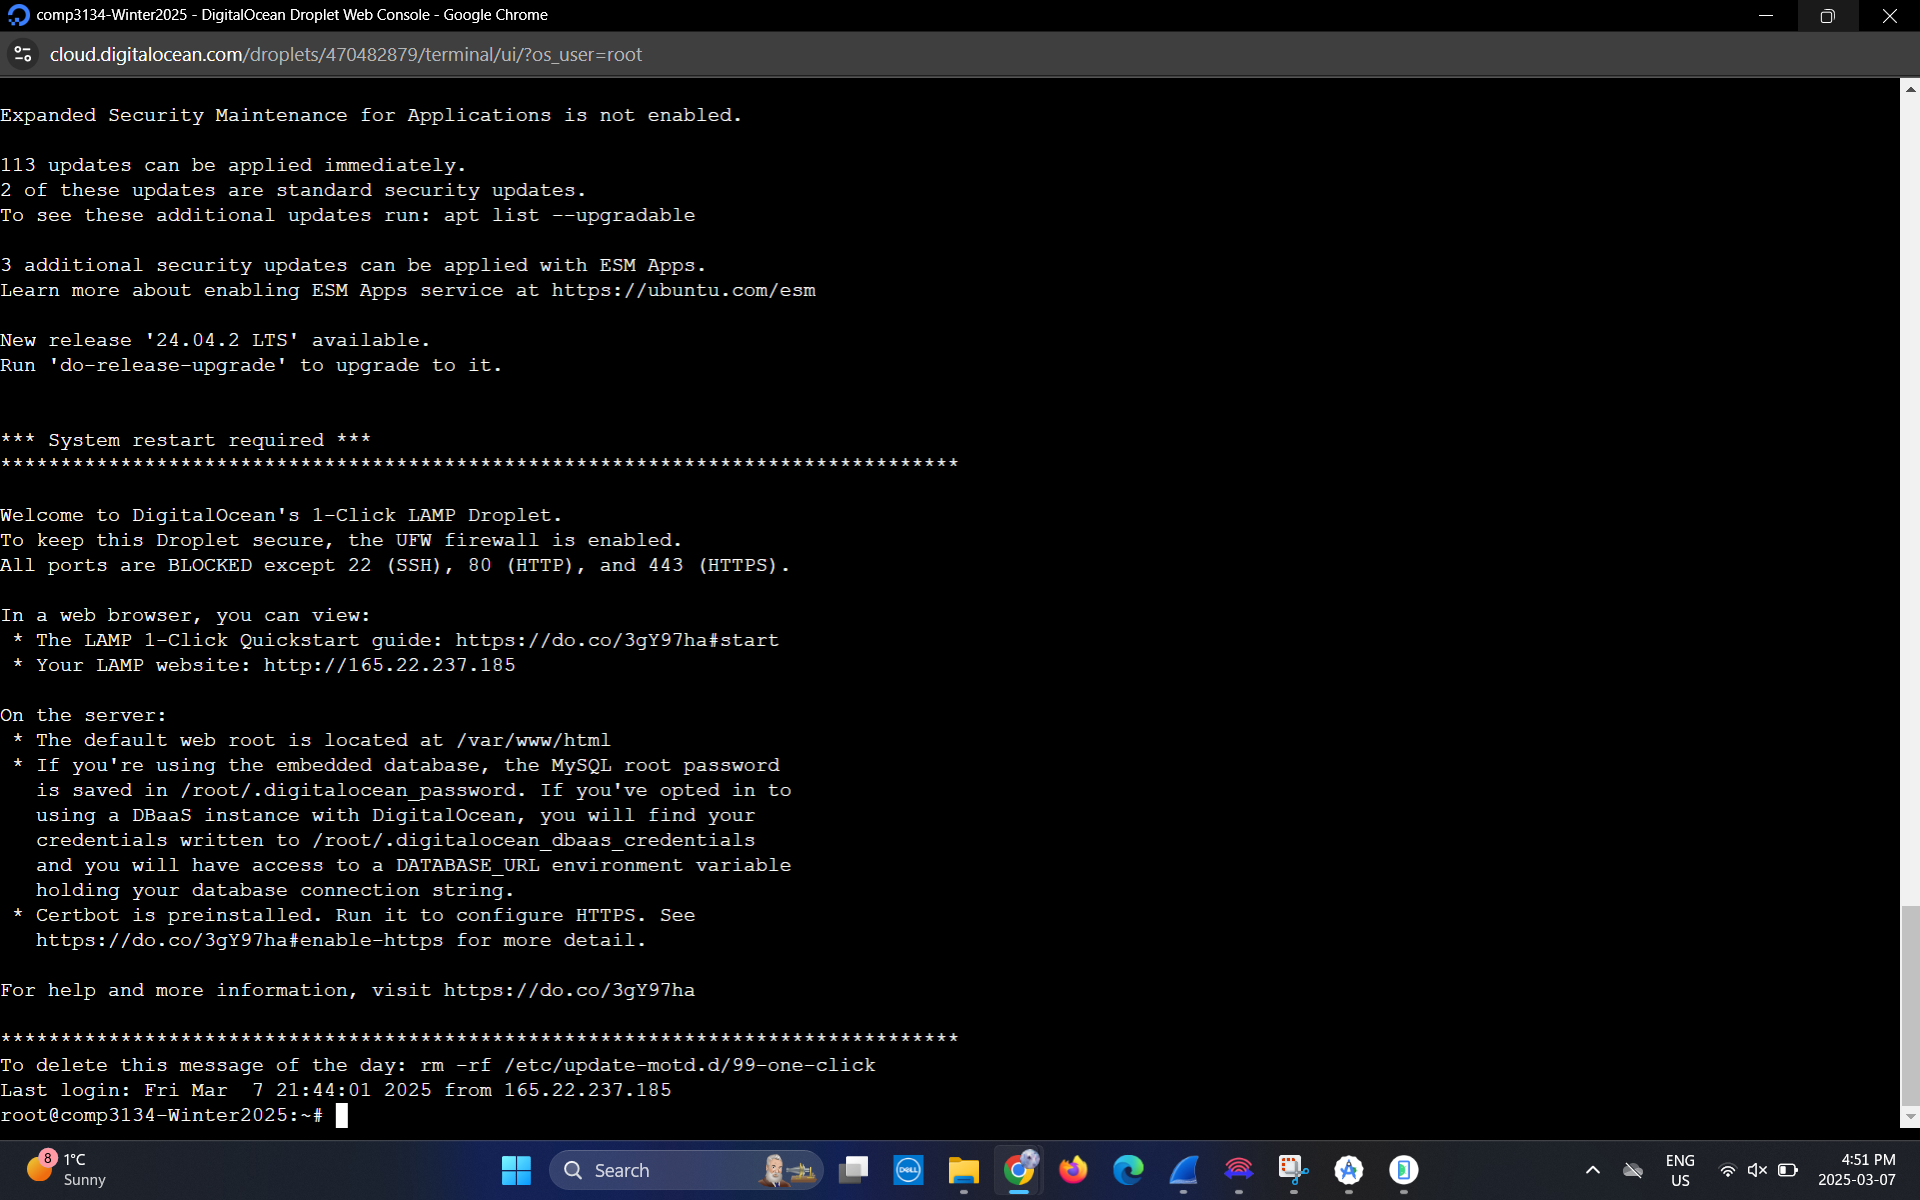 comp3134-Winter2025 - DigitalOcean Droplet Web Console - Google Chrome
cloud.digitalocean.com/droplets/470482879/terminal/ui/?os_user=root
Expanded Security Maintenance for Applications is not enabled.
113 updates can be applied immediately.
2 of these updates are standard security updates.
To see these additional updates run: apt list --upgradable
3 additional security updates can be applied with ESM Apps.
Learn more about enabling ESM Apps service at https://ubuntu.com/esm
New release '24.04.2 LTS' available.
Run 'do-release-upgrade' to upgrade to it.
*** System restart required ***
********************************************************************************
Welcome to DigitalOcean's 1-Click LAMP Droplet.
To keep this Droplet secure, the UFW firewall is enabled.
All ports are BLOCKED except 22 (SSH), 80 (HTTP), and 443 (HTTPS).
In a web browser, you can view:
* The LAMP 1-Click Quickstart guide: https://do.co/3gY97ha#start
* Your LAMP website: http://165.22.237.185
On the server:
* The default web root is located at /var/www/html
* If you're using the embedded database, the MySQL root password
is saved in /root/.digitalocean_password. If you've opted in to
using a DBaaS instance with DigitalOcean, you will find your
credentials written to /root/.digitalocean_dbaas_credentials
and you will have access to a DATABASE_URL environment variable
holding your database connection string.
* Certbot is preinstalled. Run it to configure HTTPS. See
https://do.co/3gY97ha#enable-https for more detail.
For help and more information, visit https://do.co/3gY97ha
********************************************************************************
To delete this message of the day: rm -rf /etc/update-motd.d/99-one-click
Last login: Fri Mar  7 21:44:01 2025 from 165.22.237.185
root@comp3134-Winter2025:~#
8
1°C
Sunny
Search
DELL
ENG
US
4:51 PM
2025-03-07